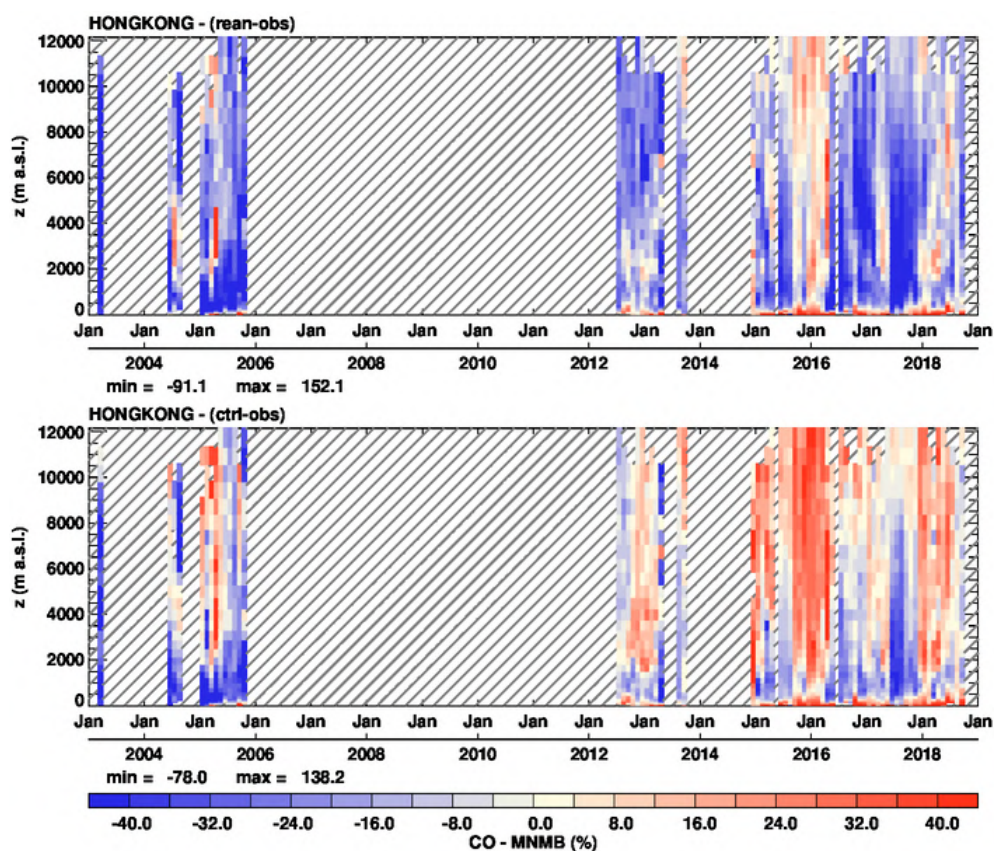 HONGKONG - (rean-obs)
12000
10000
8000
6000
4000
2000
0
z (m a.s.l.)
Jan Jan Jan Jan Jan Jan Jan Jan Jan Jan Jan Jan Jan Jan Jan Jan Jan
2004 2006 2008 2010 2012 2014 2016 2018
min = -91.1 max = 152.1
HONGKONG - (ctrl-obs)
12000
10000
8000
6000
4000
2000
0
z (m a.s.l.)
Jan Jan Jan Jan Jan Jan Jan Jan Jan Jan Jan Jan Jan Jan Jan Jan Jan
2004 2006 2008 2010 2012 2014 2016 2018
min = -78.0 max = 138.2
-40.0 -32.0 -24.0 -16.0 -8.0 0.0 8.0 16.0 24.0 32.0 40.0
CO - MNMB (%)